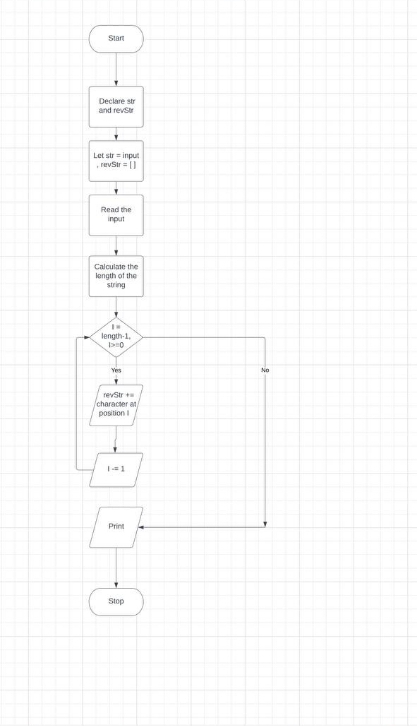 Start
Declare str
and revStr
Let str = input
, revStr = [ ]
Read the
input
Calculate the
length of the
string
I =
length-1,
I>=0
Yes
No
revStr +=
character at
position I
I -= 1
Print
Stop